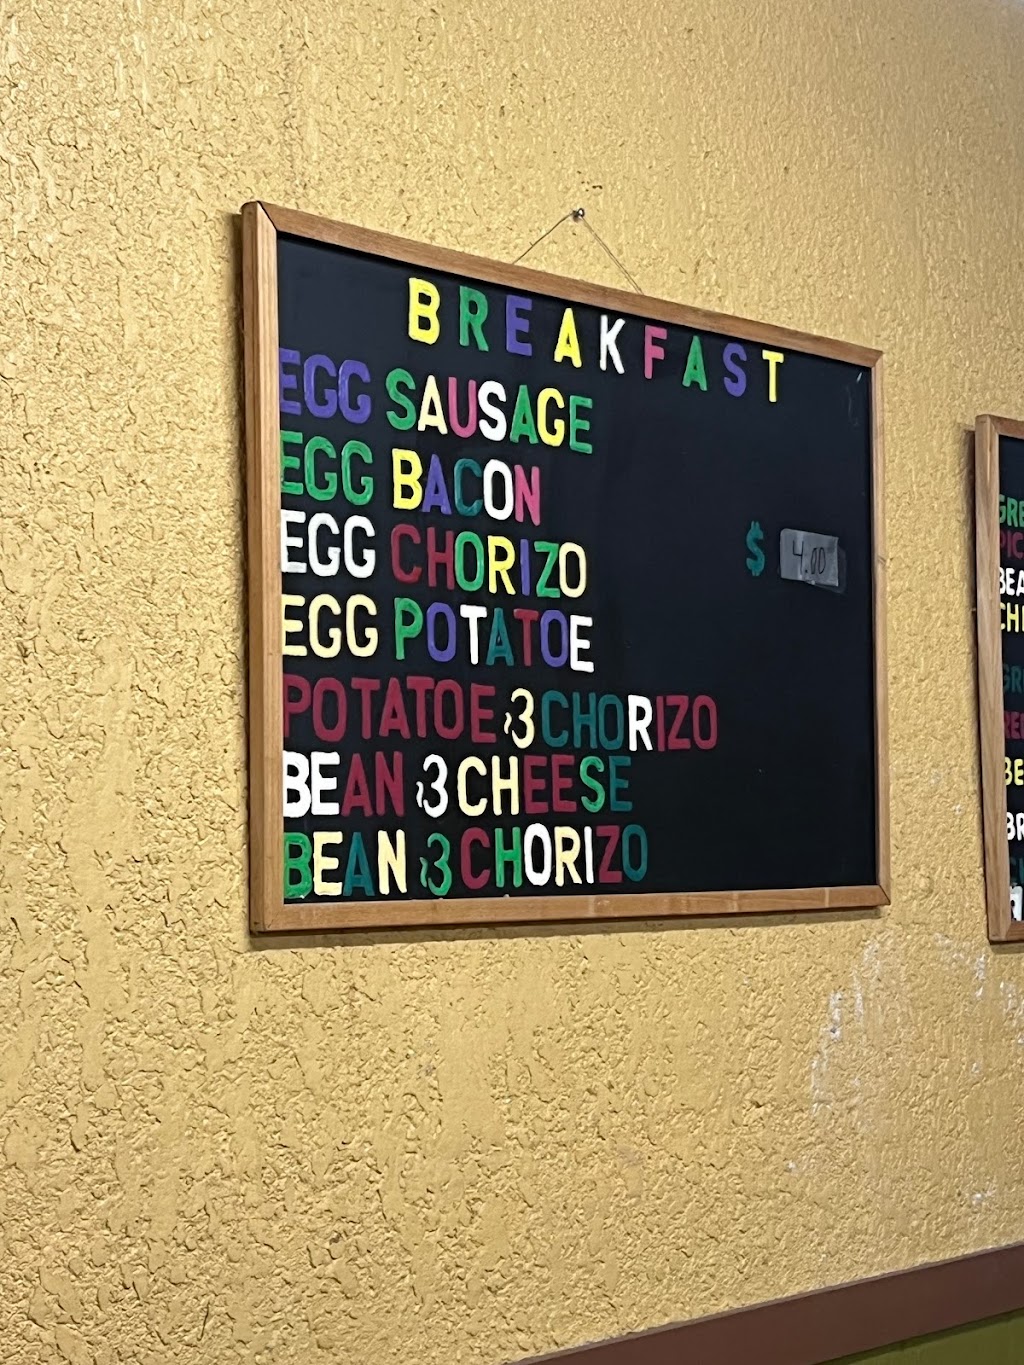 BREAKFAST
EGG SAUSAGE
EGG BACON
EGG CHORIZO
$ 4.00
EGG POTATOE
POTATOE & CHORIZO
BEAN & CHEESE
BEAN & CHORIZO